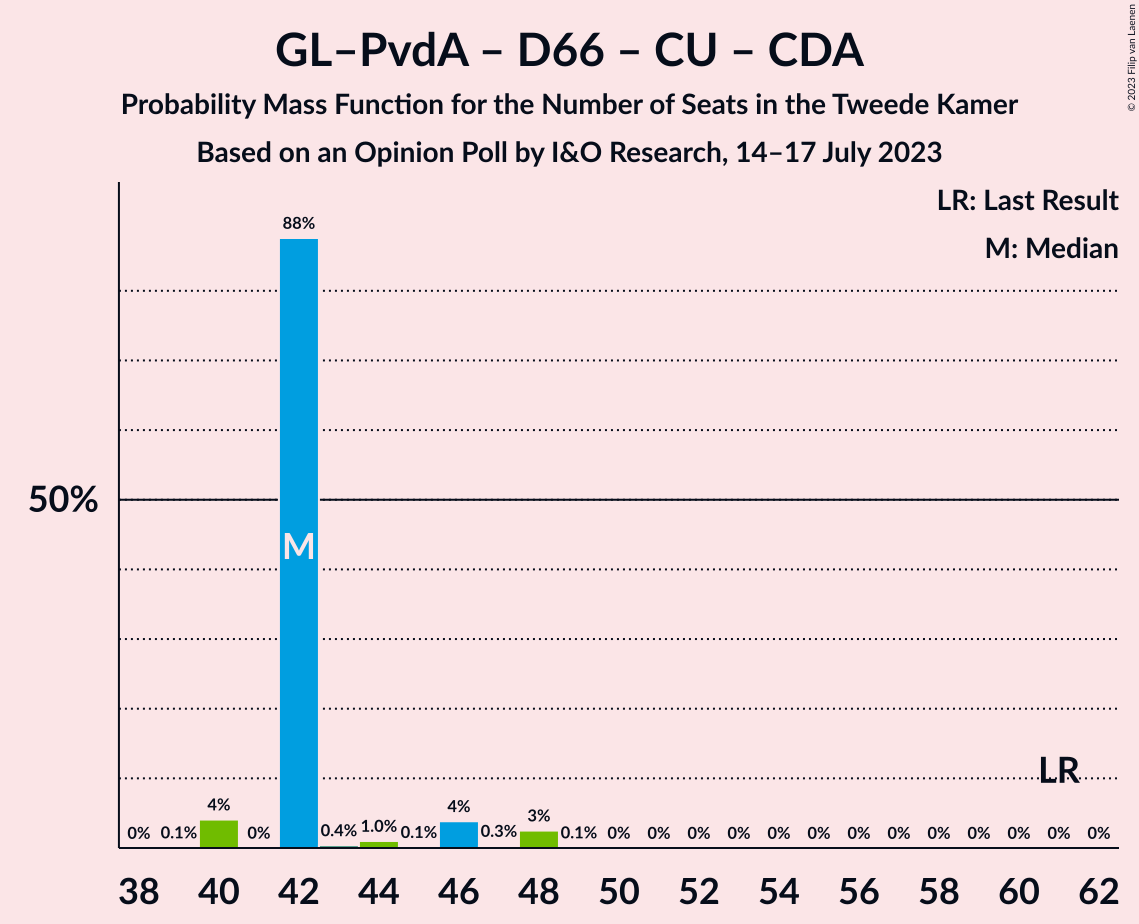 GL–PvdA – D66 – CU – CDA
Probability Mass Function for the Number of Seats in the Tweede Kamer
Based on an Opinion Poll by I&O Research, 14–17 July 2023
© 2023 Filip van Laenen
LR: Last Result
M: Median
88%
50%
M
LR
0% 0.1% 4% 0% 0.4% 1.0% 0.1% 4% 0.3% 3% 0.1% 0% 0% 0% 0% 0% 0% 0% 0% 0% 0% 0% 0% 0%
38 40 42 44 46 48 50 52 54 56 58 60 62